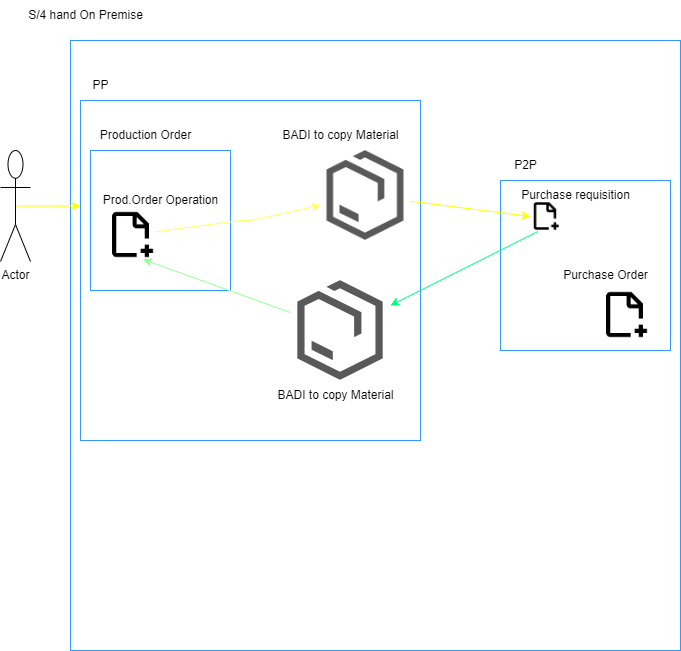 S/4 hand On Premise
PP
Production Order
BADI to copy Material
P2P
Prod.Order Operation
Purchase requisition
Actor
Purchase Order
BADI to copy Material